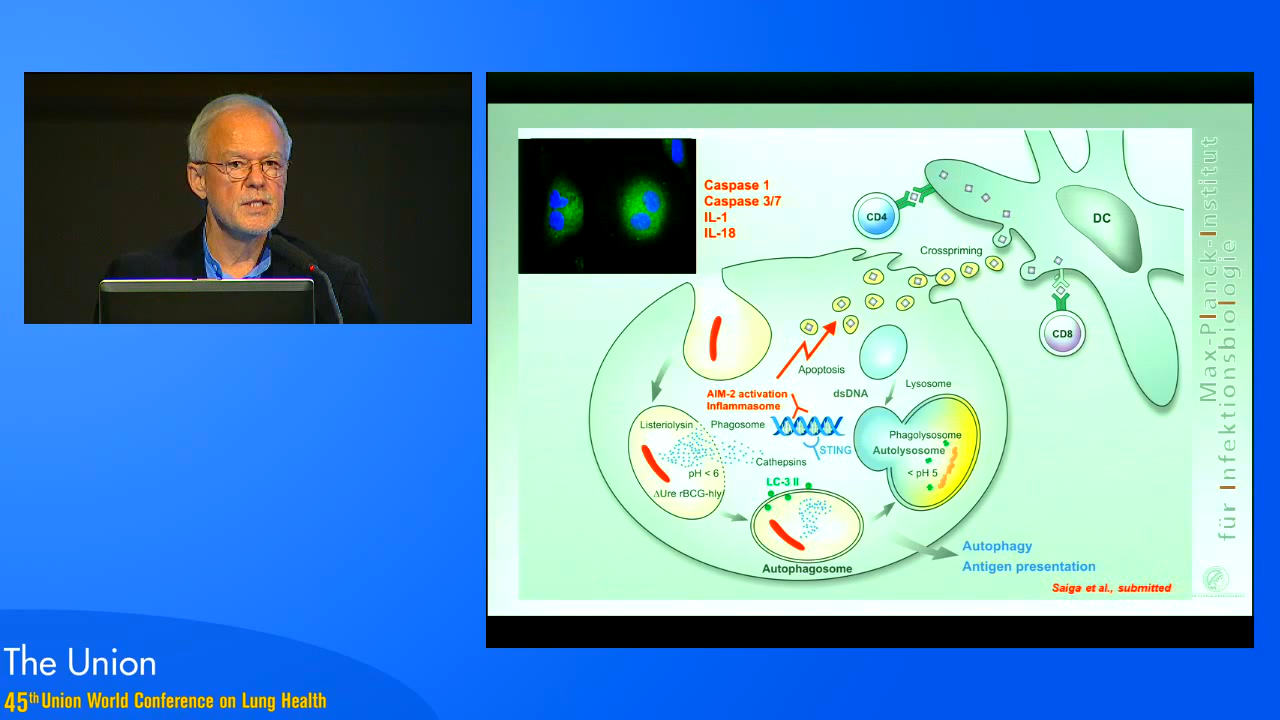 Caspase 1
Caspase 3/7
IL-1
IL-18
CD4
DC
Crosspriming
CD8
Apoptosis
Lysosome
AIM-2 activation
Inflammasome
dsDNA
Listeriolysin
Phagosome
STING
Phagolysosome
Autolysosome
Cathepsins
pH < 6
< pH 5
LC-3 II
ΔUre rBCG-hly
Autophagosome
Autophagy
Antigen presentation
Saiga et al., submitted
Max-Planck-Institut
für Infektionsbiologie
The Union
45th Union World Conference on Lung Health